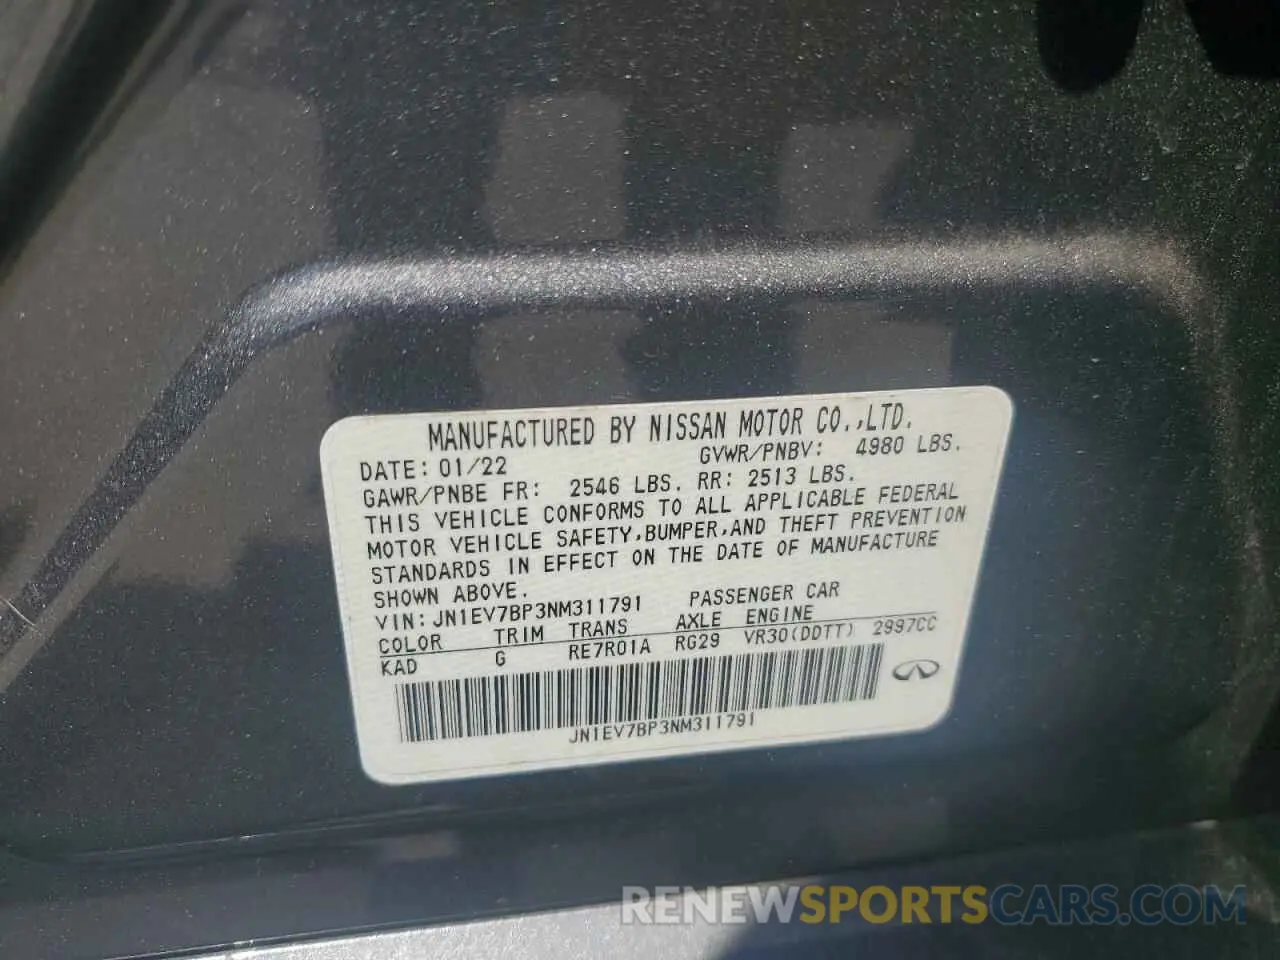 MANUFACTURED BY NISSAN MOTOR CO.,LTD.
DATE: 01/22 GVWR/PNBV: 4980 LBS.
GAWR/PNBE FR: 2546 LBS. RR: 2513 LBS.
THIS VEHICLE CONFORMS TO ALL APPLICABLE FEDERAL
MOTOR VEHICLE SAFETY,BUMPER,AND THEFT PREVENTION
STANDARDS IN EFFECT ON THE DATE OF MANUFACTURE
SHOWN ABOVE.
VIN: JN1EV7BP3NM311791 PASSENGER CAR
COLOR TRIM TRANS AXLE ENGINE
KAD G RE7R01A RG29 VR30(DDTT) 2997CC
JN1EV7BP3NM311791
RENEWSPORTSCARS.COM